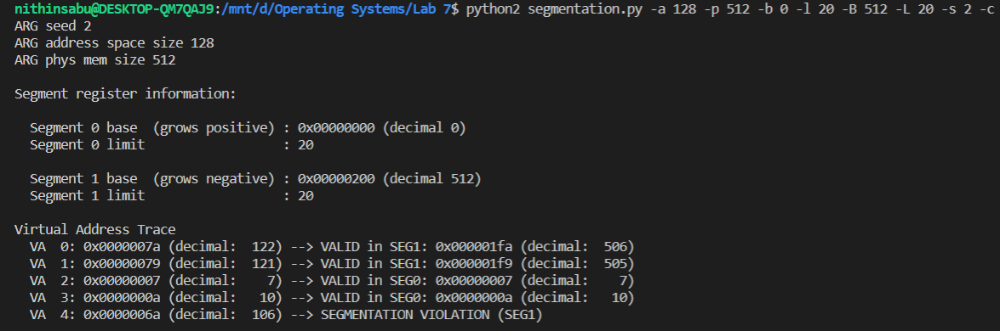 nithinsabu@DESKTOP-QM7QAJ9:/mnt/d/Operating Systems/Lab 7$ python2 segmentation.py -a 128 -p 512 -b 0 -l 20 -B 512 -L 20 -s 2 -c
ARG seed 2
ARG address space size 128
ARG phys mem size 512

Segment register information:

  Segment 0 base  (grows positive) : 0x00000000 (decimal 0)
  Segment 0 limit                  : 20

  Segment 1 base  (grows negative) : 0x00000200 (decimal 512)
  Segment 1 limit                  : 20

Virtual Address Trace
  VA  0: 0x0000007a (decimal:  122) --> VALID in SEG1: 0x000001fa (decimal:  506)
  VA  1: 0x00000079 (decimal:  121) --> VALID in SEG1: 0x000001f9 (decimal:  505)
  VA  2: 0x00000007 (decimal:    7) --> VALID in SEG0: 0x00000007 (decimal:    7)
  VA  3: 0x0000000a (decimal:   10) --> VALID in SEG0: 0x0000000a (decimal:   10)
  VA  4: 0x0000006a (decimal:  106) --> SEGMENTATION VIOLATION (SEG1)